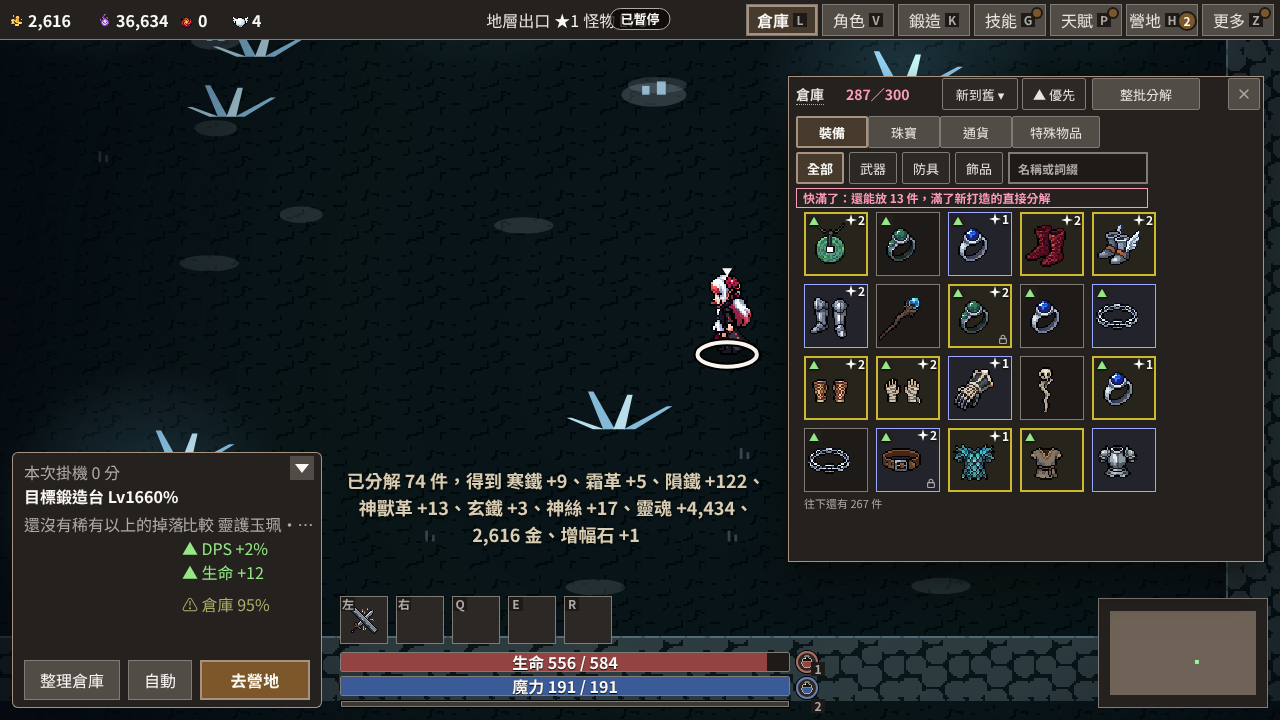 2,616 36,634 0 4
地層出口 ★1 怪物 已暫停
倉庫 L 角色 V 鍛造 K 技能 G 天賦 P 營地 H 2 更多 Z
倉庫 287／300 新到舊 ▾ ▲優先 整批分解 ×
裝備 珠寶 通貨 特殊物品
全部 武器 防具 飾品 名稱或詞綴
快滿了：還能放 13 件，滿了新打造的直接分解
2 1 2 2
2 2
2 2 1 1
2 1
往下還有 267 件
本次掛機 0 分
目標鍛造台 Lv1660%
還沒有稀有以上的掉落比較 靈護玉珮・…
▲ DPS +2%
▲ 生命 +12
⚠ 倉庫 95%
整理倉庫 自動 去營地
已分解 74 件，得到 寒鐵 +9、霜革 +5、隕鐵 +122、
神獸革 +13、玄鐵 +3、神絲 +17、靈魂 +4,434、
2,616 金、增幅石 +1
左 右 Q E R
生命 556 / 584 1
魔力 191 / 191 2